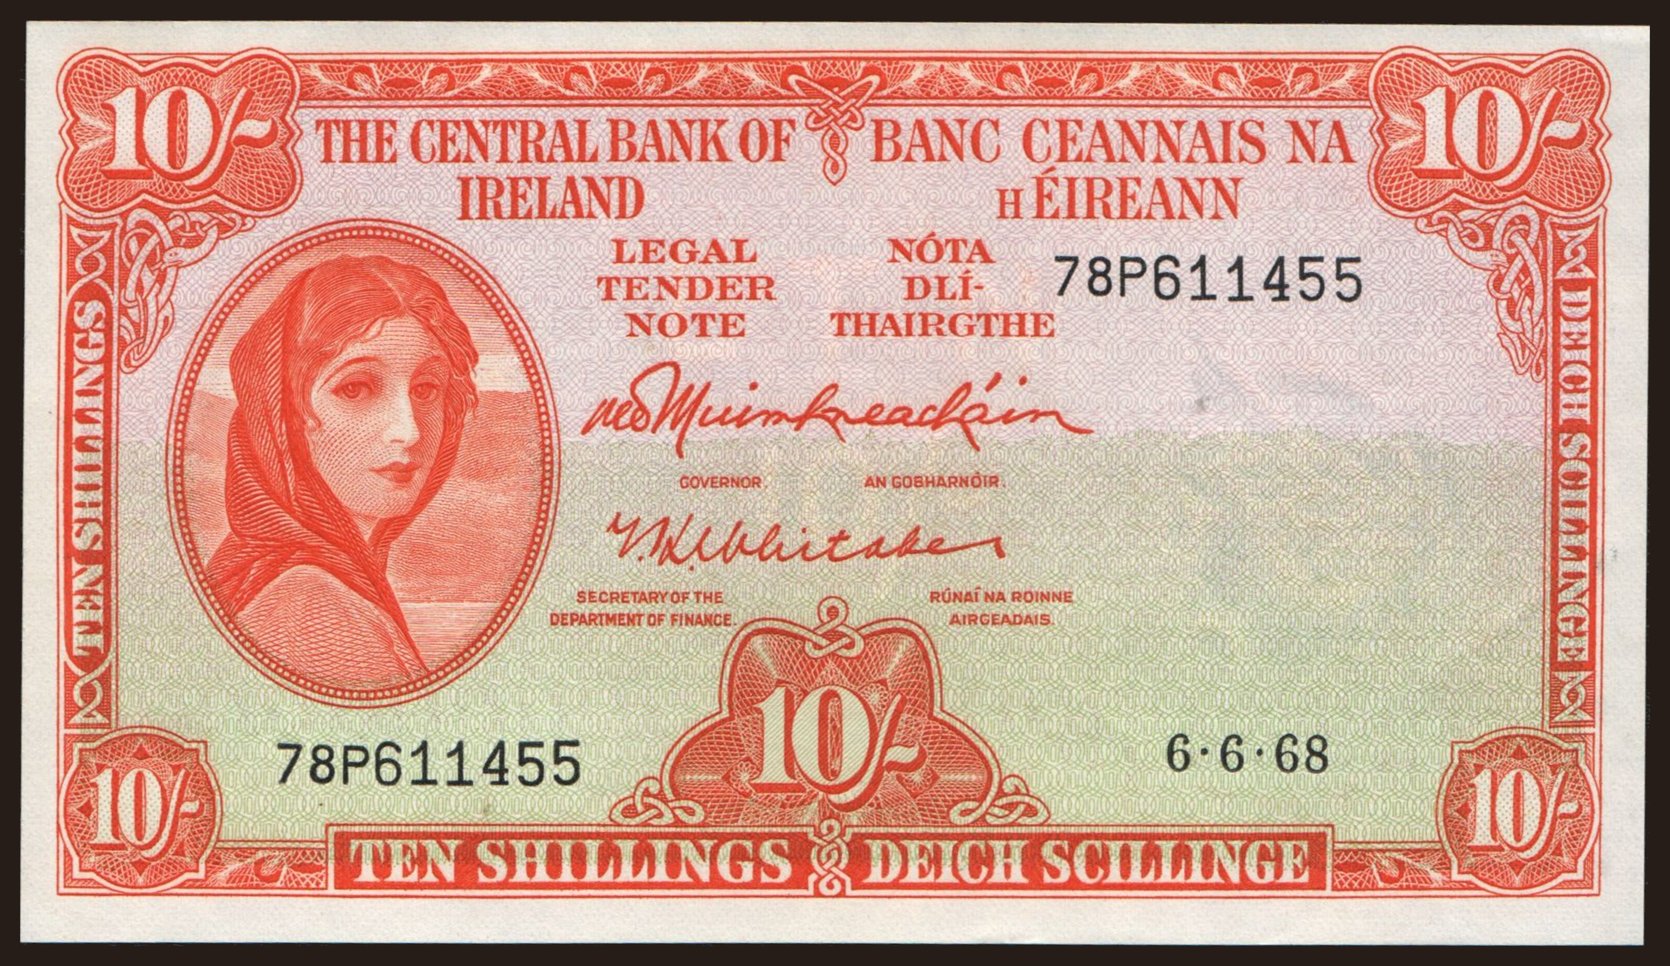 10/-
10/-
THE CENTRAL BANK OF
IRELAND
BANC CEANNAIS NA
hÉIREANN
LEGAL
TENDER
NOTE
NÓTA
DLÍ-
THAIRGTHE
78P611455
TEN SHILLINGS
DEICH SCILLINGE
GOVERNOR.
AN GOBHARNÓIR.
T.K. Whitaker
SECRETARY OF THE
DEPARTMENT OF FINANCE.
RÚNAÍ NA ROINNE
AIRGEADAIS.
78P611455
10/-
6·6·68
10/-
10/-
TEN SHILLINGS
DEICH SCILLINGE